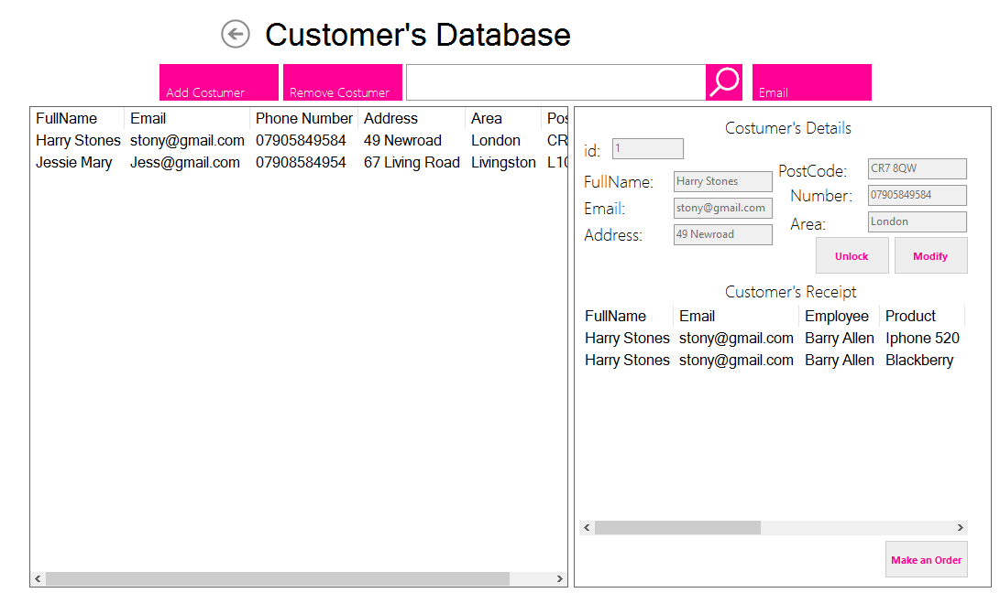 Customer's Database
Add Costumer Remove Costumer Email
FullName Email Phone Number Address Area
Harry Stones stony@gmail.com 07905849584 49 Newroad London CR
Jessie Mary Jess@gmail.com 07908584954 67 Living Road Livingston
Costumer's Details
id: 1
FullName: Harry Stones
Email: stony@gmail.com
Address: 49 Newroad
PostCode: CR7 8QW
Number: 07905849584
Area: London
Unlock Modify
Customer's Receipt
FullName Email Employee Product
Harry Stones stony@gmail.com Barry Allen Iphone 520
Harry Stones stony@gmail.com Barry Allen Blackberry
Make an Order